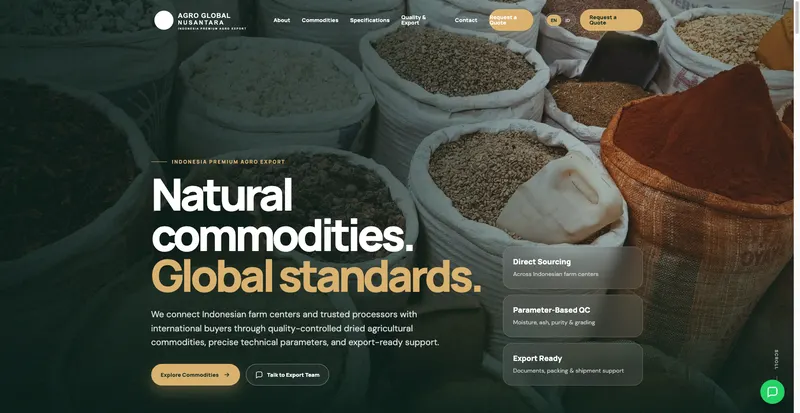 AGRO GLOBAL
NUSANTARA
INDONESIA PREMIUM AGRO EXPORT
About
Commodities
Specifications
Quality &
Export
Contact
Request a
Quote
EN
ID
Request a
Quote
INDONESIA PREMIUM AGRO EXPORT
Natural
commodities.
Global standards.
We connect Indonesian farm centers and trusted processors with
international buyers through quality-controlled dried agricultural
commodities, precise technical parameters, and export-ready support.
Explore Commodities
Talk to Export Team
Direct Sourcing
Across Indonesian farm centers
Parameter-Based QC
Moisture, ash, purity & grading
Export Ready
Documents, packing & shipment support
SCROLL